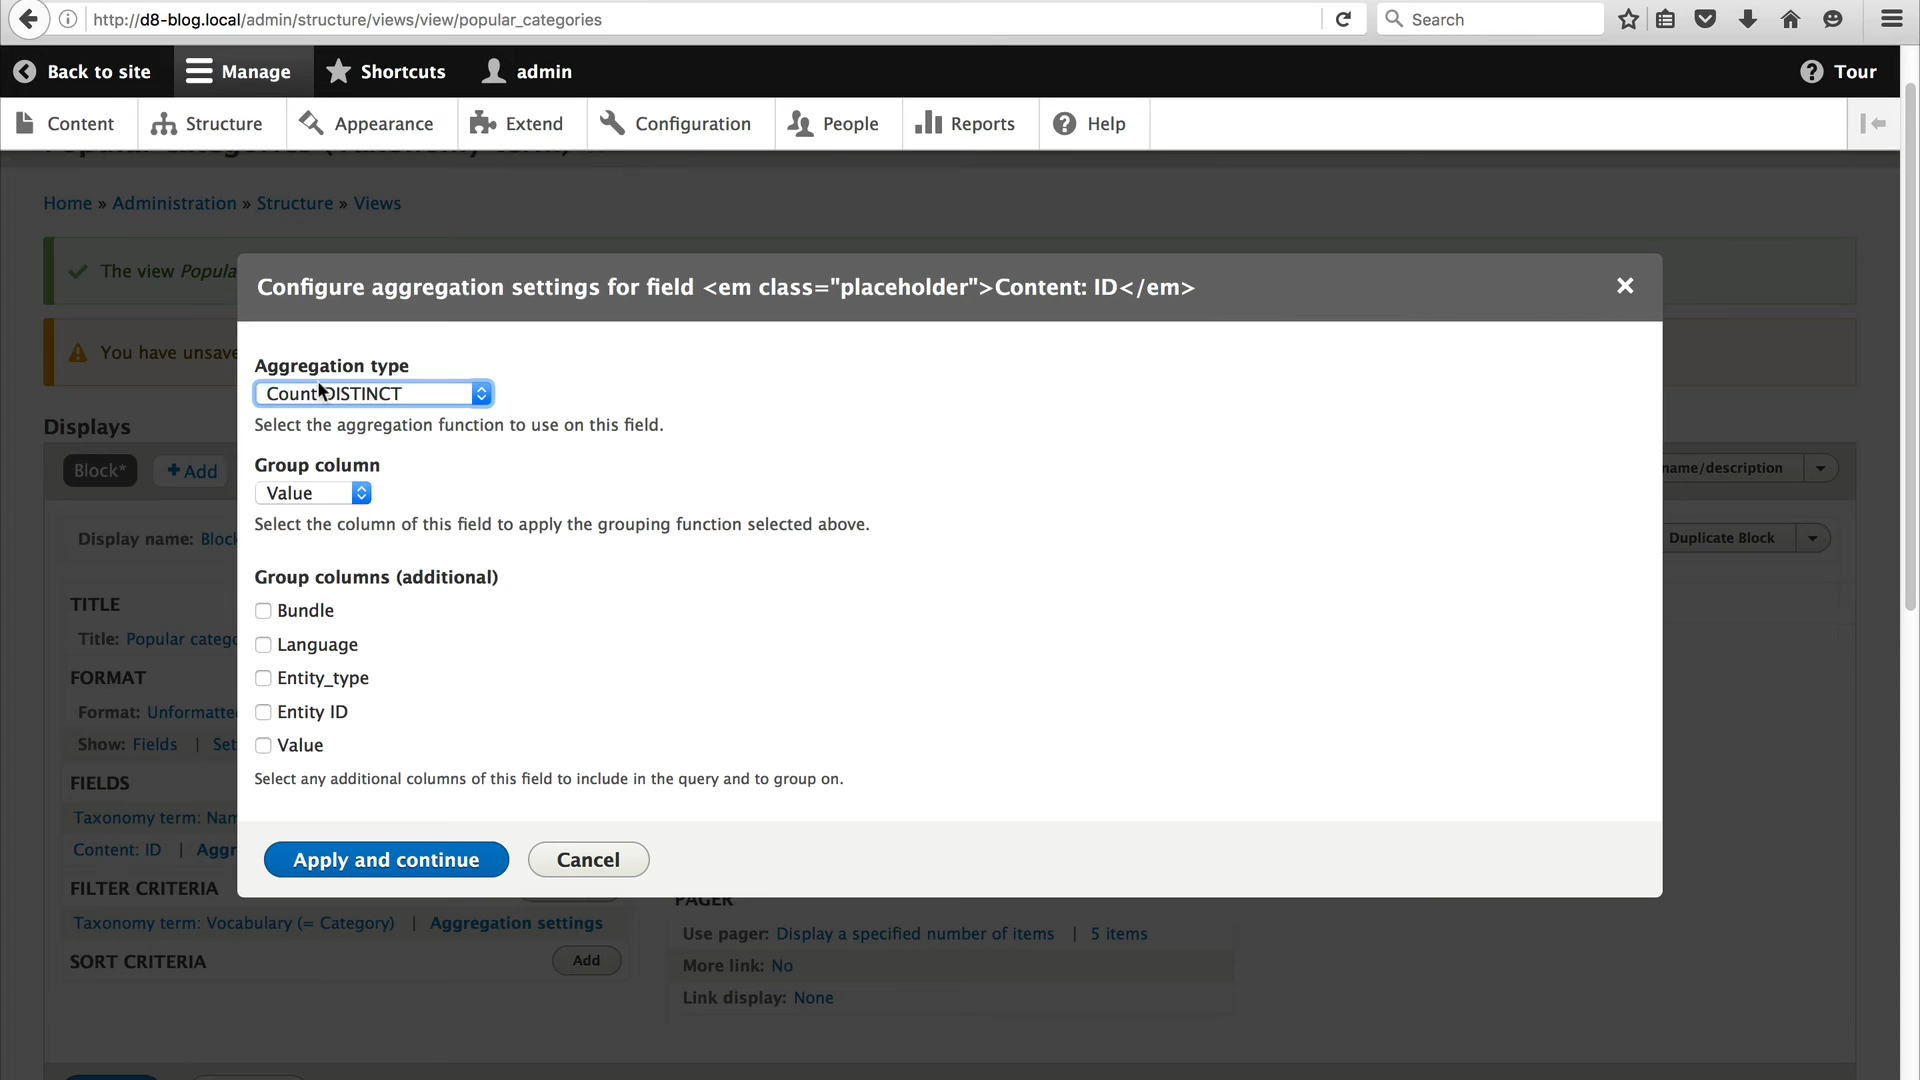 http://d8-blog.local/admin/structure/views/view/popular_categories
Search
Back to site
Manage
Shortcuts
admin
Tour
Content
Structure
Appearance
Extend
Configuration
People
Reports
Help
Home » Administration » Structure » Views
The view Popula
You have unsave
Configure aggregation settings for field <em class="placeholder">Content: ID</em>
Aggregation type
Count DISTINCT
Select the aggregation function to use on this field.
Group column
Value
Select the column of this field to apply the grouping function selected above.
Group columns (additional)
Bundle
Language
Entity_type
Entity ID
Value
Select any additional columns of this field to include in the query and to group on.
Apply and continue
Cancel
Displays
Block*
Add
name/description
Display name: Block
Duplicate Block
TITLE
Title: Popular catego
FORMAT
Format: Unformatte
Show: Fields | Set
FIELDS
Taxonomy term: Nam
Content: ID | Aggr
FILTER CRITERIA
Taxonomy term: Vocabulary (= Category) | Aggregation settings
SORT CRITERIA
Add
PAGER
Use pager: Display a specified number of items | 5 items
More link: No
Link display: None